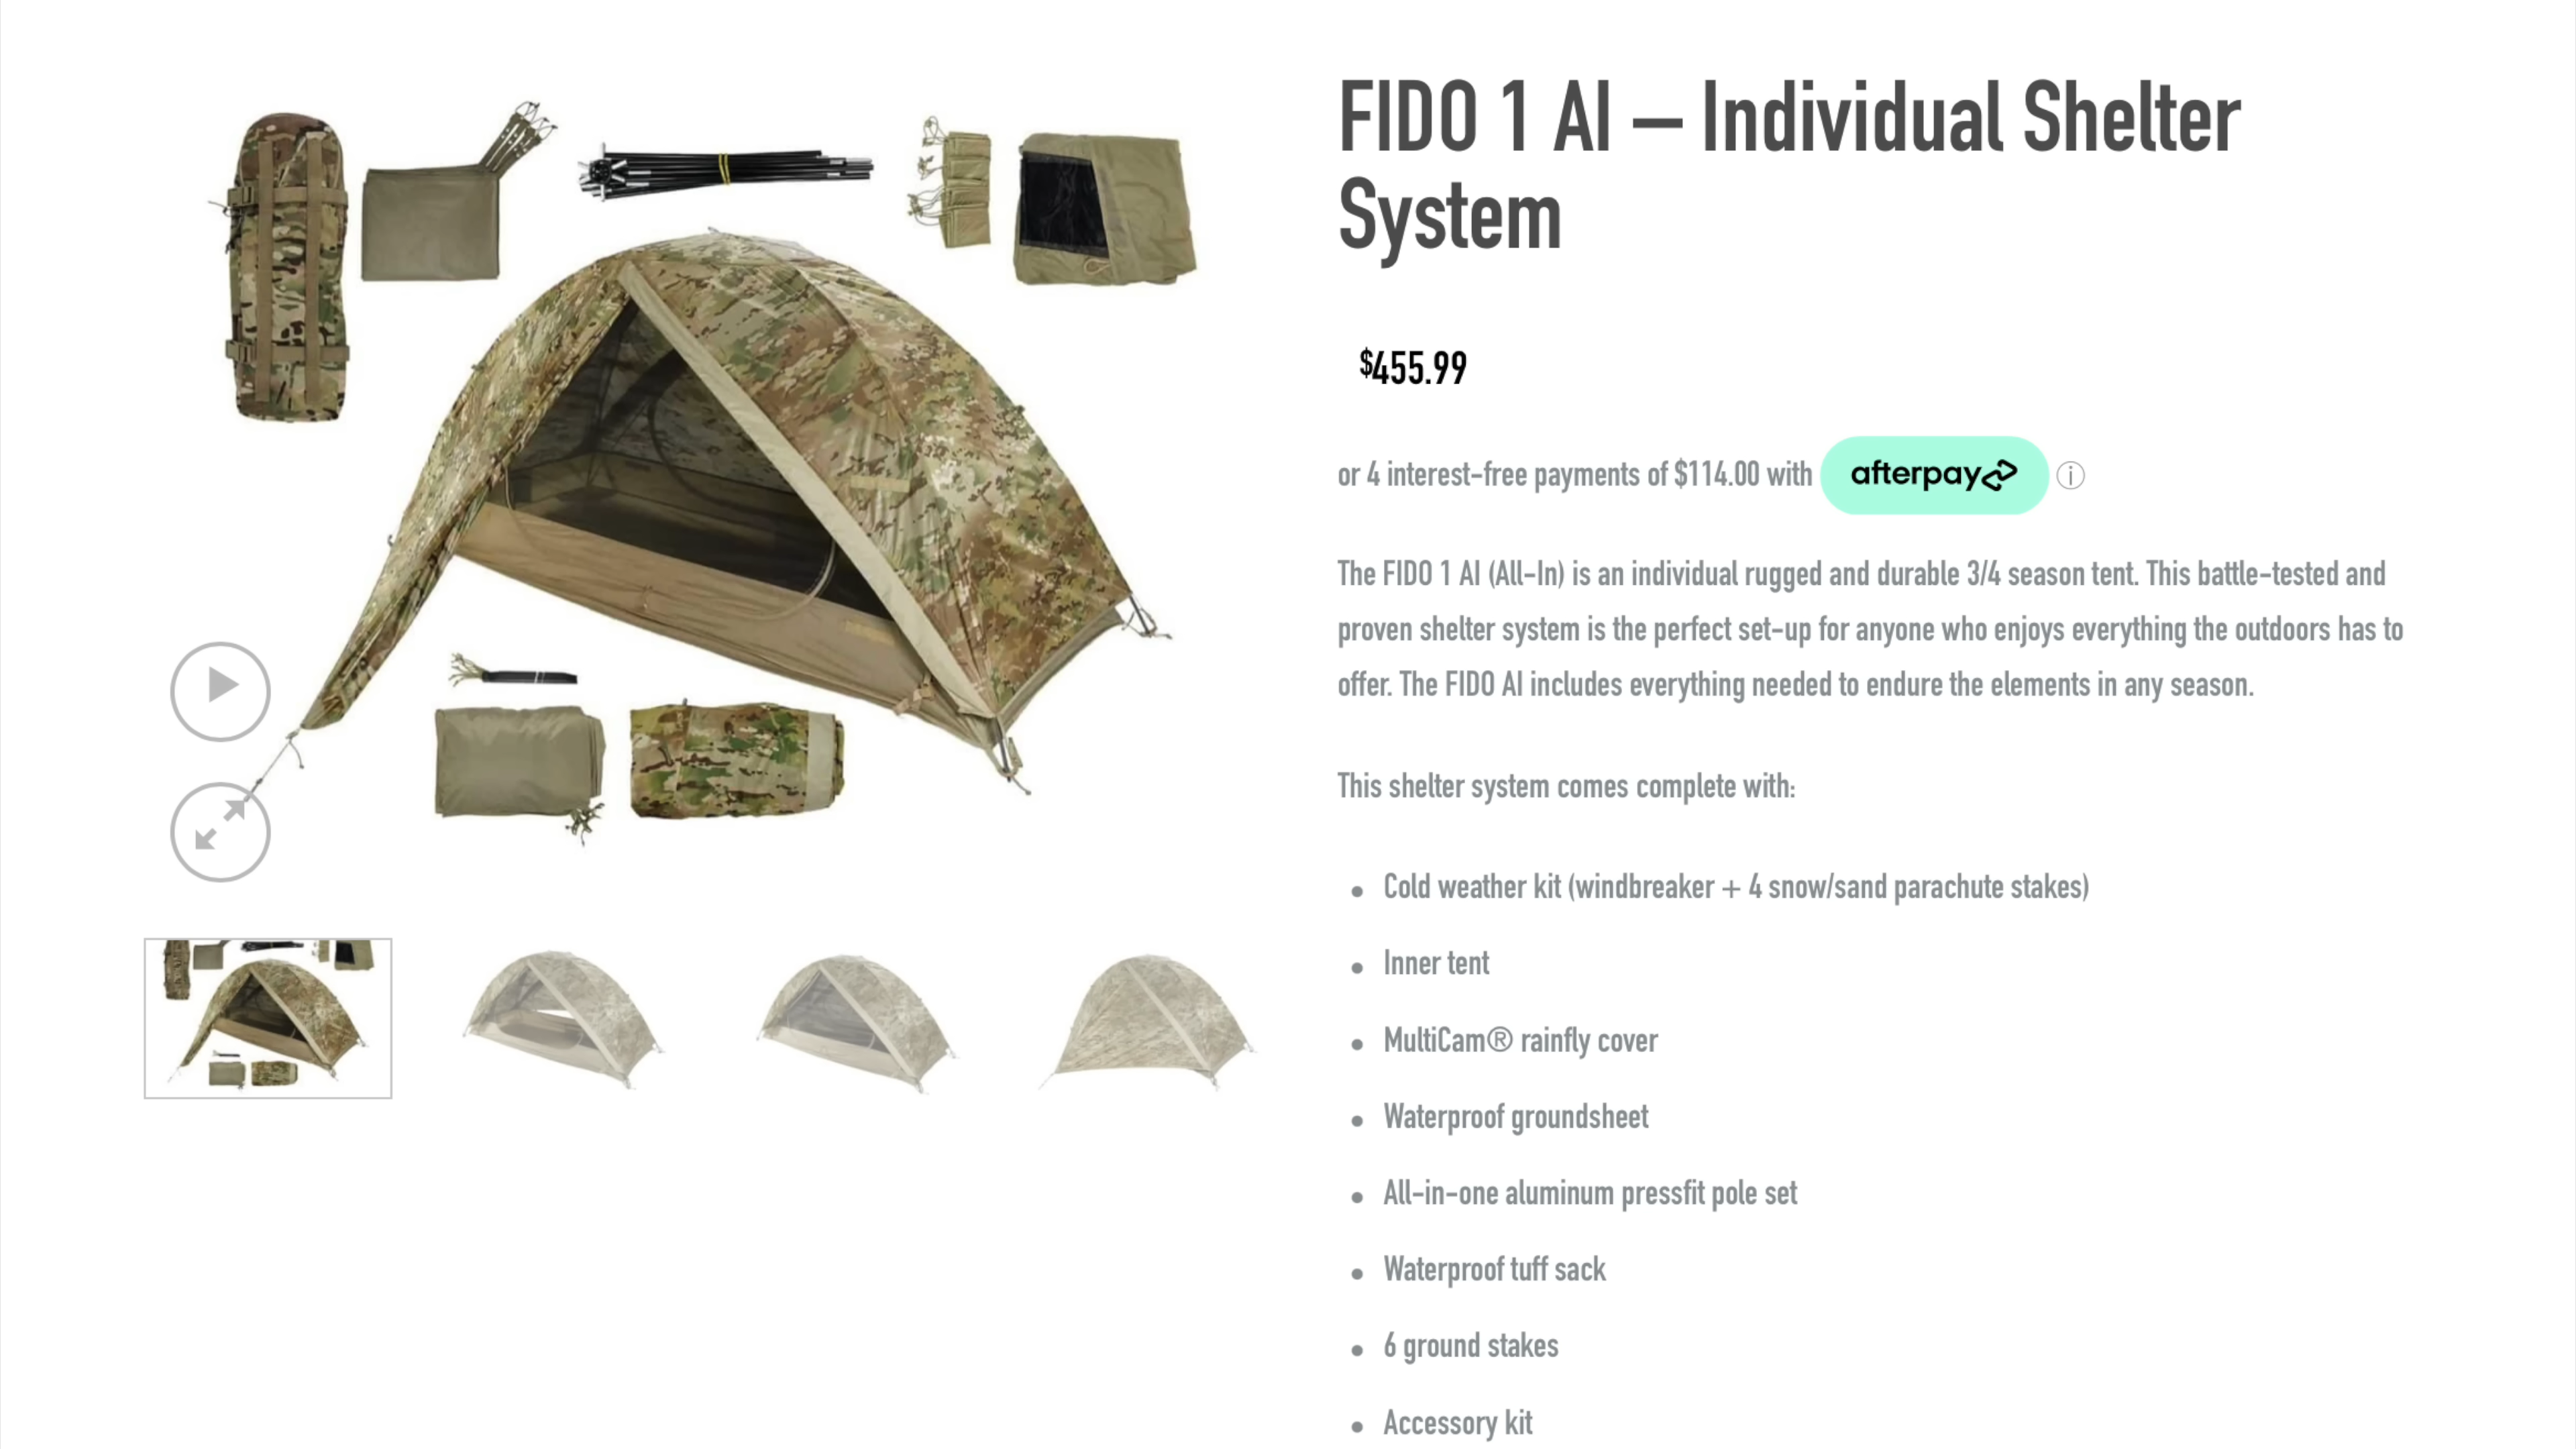 FIDO 1 AI – Individual Shelter
System
$455.99
or 4 interest-free payments of $114.00 with afterpay
The FIDO 1 AI (All-In) is an individual rugged and durable 3/4 season tent. This battle-tested and
proven shelter system is the perfect set-up for anyone who enjoys everything the outdoors has to
offer. The FIDO AI includes everything needed to endure the elements in any season.
This shelter system comes complete with:
• Cold weather kit (windbreaker + 4 snow/sand parachute stakes)
• Inner tent
• MultiCam® rainfly cover
• Waterproof groundsheet
• All-in-one aluminum pressfit pole set
• Waterproof tuff sack
• 6 ground stakes
• Accessory kit